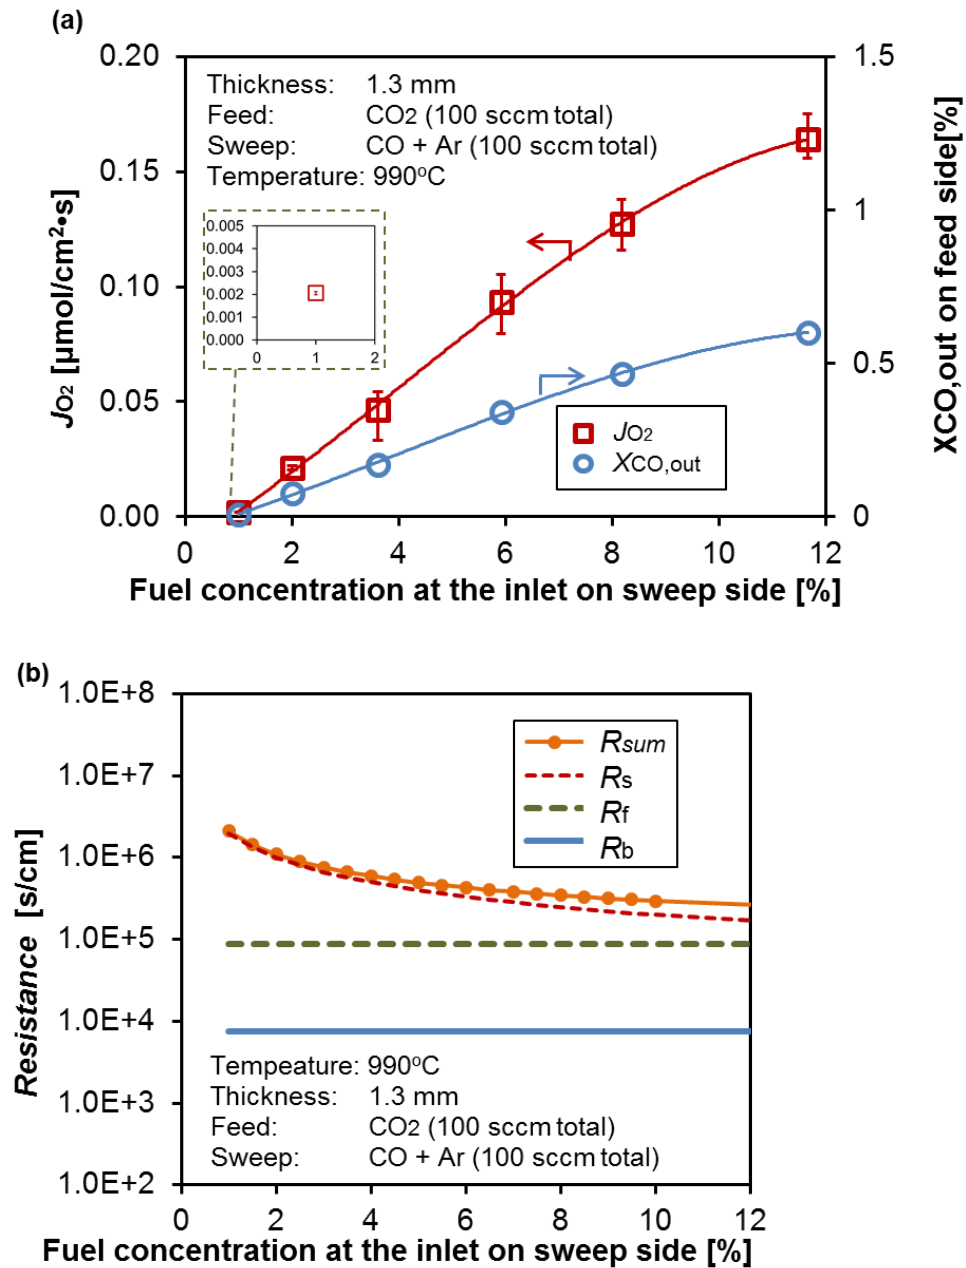 (a)
0.20
0.15
0.10
0.05
0.00
JO2 [μmol/cm2•s]
1.5
1
0.5
0
XCO,out on feed side[%]
Thickness: 1.3 mm
Feed: CO2 (100 sccm total)
Sweep: CO + Ar (100 sccm total)
Temperature: 990oC
0.005
0.004
0.003
0.002
0.001
0.000
0 1 2
JO2
XCO,out
0 2 4 6 8 10 12
Fuel concentration at the inlet on sweep side [%]
(b)
1.0E+8
1.0E+7
1.0E+6
1.0E+5
1.0E+4
1.0E+3
1.0E+2
Resistance [s/cm]
Rsum
Rs
Rf
Rb
Tempeature: 990oC
Thickness: 1.3 mm
Feed: CO2 (100 sccm total)
Sweep: CO + Ar (100 sccm total)
0 2 4 6 8 10 12
Fuel concentration at the inlet on sweep side [%]